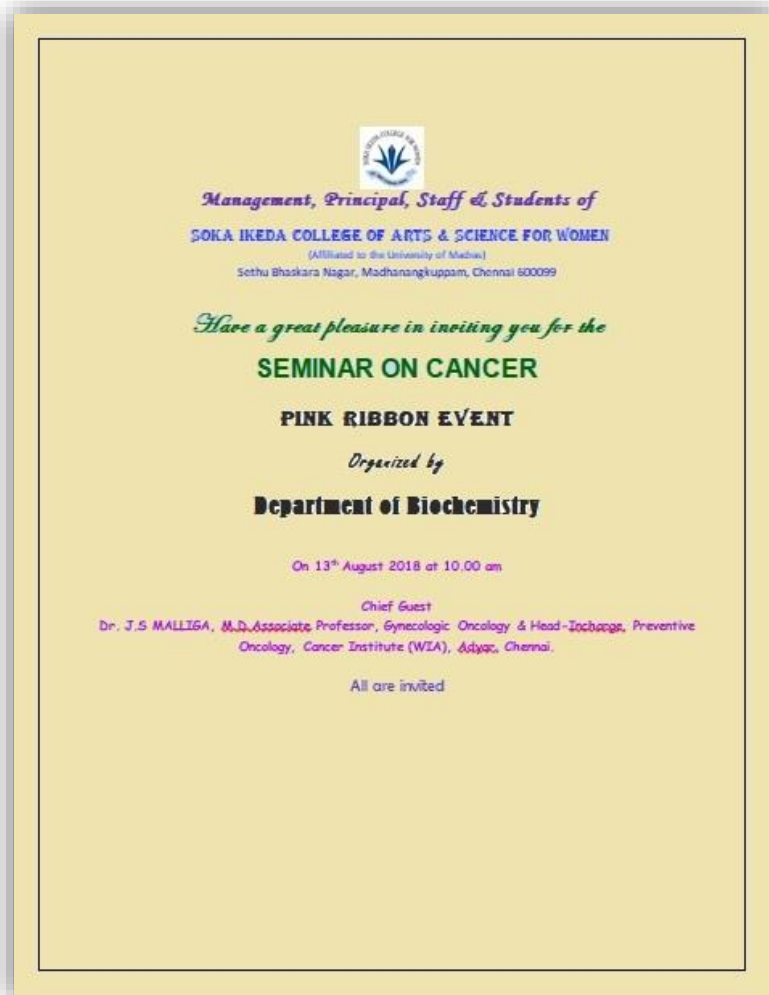 Management, Principal, Staff & Students of
SOKA IKEDA COLLEGE OF ARTS & SCIENCE FOR WOMEN
(Affiliated to the University of Madras)
Sethu Bhaskara Nagar, Madhanangkuppam, Chennai 600099
Have a great pleasure in inviting you for the
SEMINAR ON CANCER
PINK RIBBON EVENT
Organized by
Department of Biochemistry
On 13th August 2018 at 10.00 am
Chief Guest
Dr. J.S MALLIGA, M.D.Associate Professor, Gynecologic Oncology & Head-Incharge, Preventive
Oncology, Cancer Institute (WIA), Adyar, Chennai.
All are invited